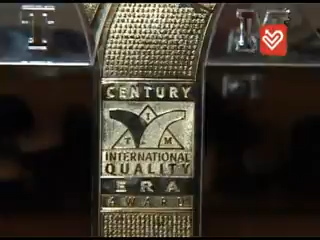 CENTURY
I
T M
INTERNATIONAL
QUALITY
ERA
AWARD